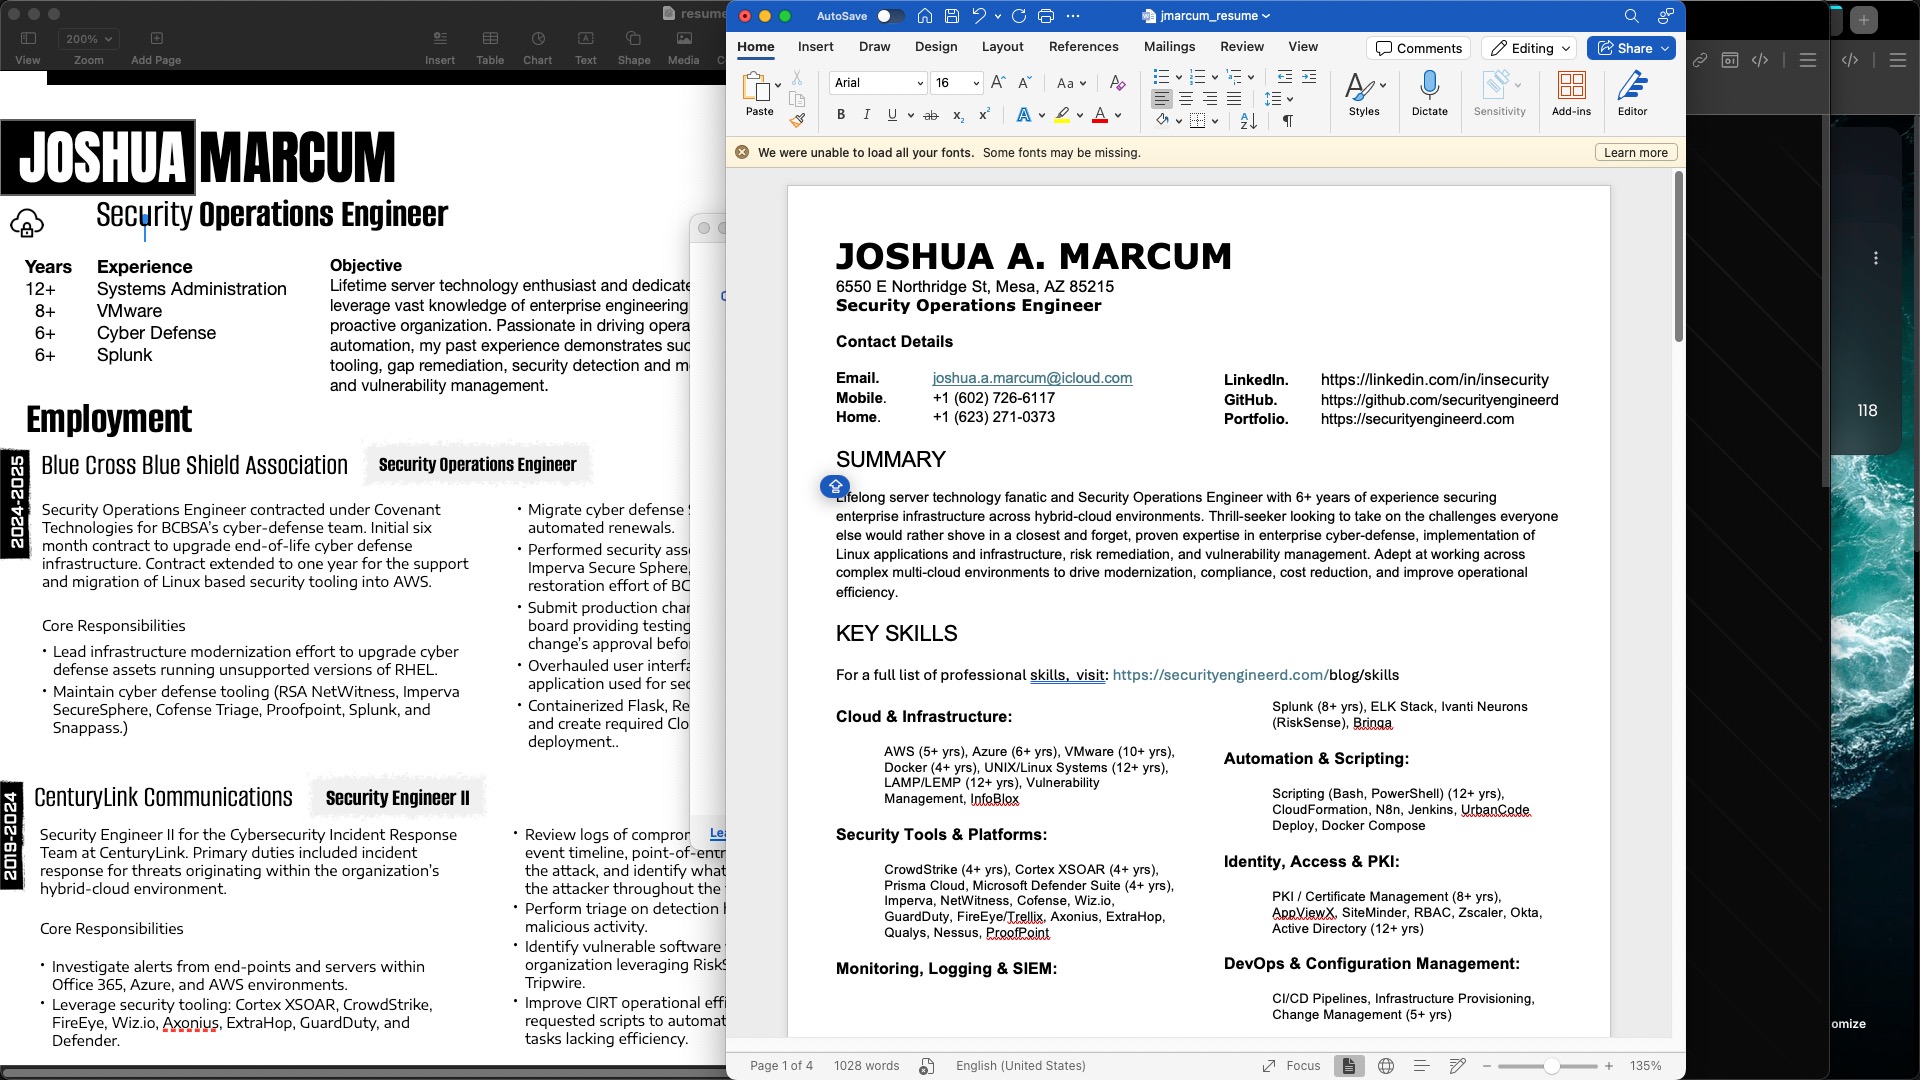 resume
200%
View
Zoom
Add Page
Insert
Table
Chart
Text
Shape
Media
JOSHUA MARCUM
Security Operations Engineer
Years Experience
12+ Systems Administration
8+ VMware
6+ Cyber Defense
6+ Splunk
Objective
Lifetime server technology enthusiast and dedicate
leverage vast knowledge of enterprise engineering
proactive organization. Passionate in driving opera
automation, my past experience demonstrates suc
tooling, gap remediation, security detection and m
and vulnerability management.
Employment
2024-2025
Blue Cross Blue Shield Association Security Operations Engineer
Security Operations Engineer contracted under Covenant
Technologies for BCBSA's cyber-defense team. Initial six
month contract to upgrade end-of-life cyber defense
infrastructure. Contract extended to one year for the support
and migration of Linux based security tooling into AWS.
Core Responsibilities
• Lead infrastructure modernization effort to upgrade cyber
defense assets running unsupported versions of RHEL.
• Maintain cyber defense tooling (RSA NetWitness, Imperva
SecureSphere, Cofense Triage, Proofpoint, Splunk, and
Snappass.)
• Migrate cyber defense
automated renewals.
• Performed security asse
Imperva Secure Sphere,
restoration effort of BC
• Submit production char
board providing testing
change's approval befor
• Overhauled user interfa
application used for sec
• Containerized Flask, Re
and create required Clo
deployment..
2019-2024
CenturyLink Communications Security Engineer II
Security Engineer II for the Cybersecurity Incident Response
Team at CenturyLink. Primary duties included incident
response for threats originating within the organization's
hybrid-cloud environment.
Core Responsibilities
• Investigate alerts from end-points and servers within
Office 365, Azure, and AWS environments.
• Leverage security tooling: Cortex XSOAR, CrowdStrike,
FireEye, Wiz.io, Axonius, ExtraHop, GuardDuty, and
Defender.
• Review logs of compron
event timeline, point-of-entr
the attack, and identify what
the attacker throughout the
• Perform triage on detection
malicious activity.
• Identify vulnerable software
organization leveraging RiskS
Tripwire.
• Improve CIRT operational effi
requested scripts to automat
tasks lacking efficiency.
Lea
AutoSave
jmarcum_resume
Home
Insert
Draw
Design
Layout
References
Mailings
Review
View
Comments
Editing
Share
Paste
Arial
16
Aa
B I U ab x₂ x²
Styles
Dictate
Sensitivity
Add-ins
Editor
We were unable to load all your fonts. Some fonts may be missing.
Learn more
JOSHUA A. MARCUM
6550 E Northridge St, Mesa, AZ 85215
Security Operations Engineer
Contact Details
Email. joshua.a.marcum@icloud.com
Mobile. +1 (602) 726-6117
Home. +1 (623) 271-0373
LinkedIn. https://linkedin.com/in/insecurity
GitHub. https://github.com/securityengineerd
Portfolio. https://securityengineerd.com
SUMMARY
Lifelong server technology fanatic and Security Operations Engineer with 6+ years of experience securing
enterprise infrastructure across hybrid-cloud environments. Thrill-seeker looking to take on the challenges everyone
else would rather shove in a closest and forget, proven expertise in enterprise cyber-defense, implementation of
Linux applications and infrastructure, risk remediation, and vulnerability management. Adept at working across
complex multi-cloud environments to drive modernization, compliance, cost reduction, and improve operational
efficiency.
KEY SKILLS
For a full list of professional skills, visit: https://securityengineerd.com/blog/skills
Cloud & Infrastructure:
AWS (5+ yrs), Azure (6+ yrs), VMware (10+ yrs),
Docker (4+ yrs), UNIX/Linux Systems (12+ yrs),
LAMP/LEMP (12+ yrs), Vulnerability
Management, InfoBlox
Security Tools & Platforms:
CrowdStrike (4+ yrs), Cortex XSOAR (4+ yrs),
Prisma Cloud, Microsoft Defender Suite (4+ yrs),
Imperva, NetWitness, Cofense, Wiz.io,
GuardDuty, FireEye/Trellix, Axonius, ExtraHop,
Qualys, Nessus, ProofPoint
Monitoring, Logging & SIEM:
Splunk (8+ yrs), ELK Stack, Ivanti Neurons
(RiskSense), Brinqa
Automation & Scripting:
Scripting (Bash, PowerShell) (12+ yrs),
CloudFormation, N8n, Jenkins, UrbanCode
Deploy, Docker Compose
Identity, Access & PKI:
PKI / Certificate Management (8+ yrs),
AppViewX, SiteMinder, RBAC, Zscaler, Okta,
Active Directory (12+ yrs)
DevOps & Configuration Management:
CI/CD Pipelines, Infrastructure Provisioning,
Change Management (5+ yrs)
Page 1 of 4
1028 words
English (United States)
Focus
135%
118
omize